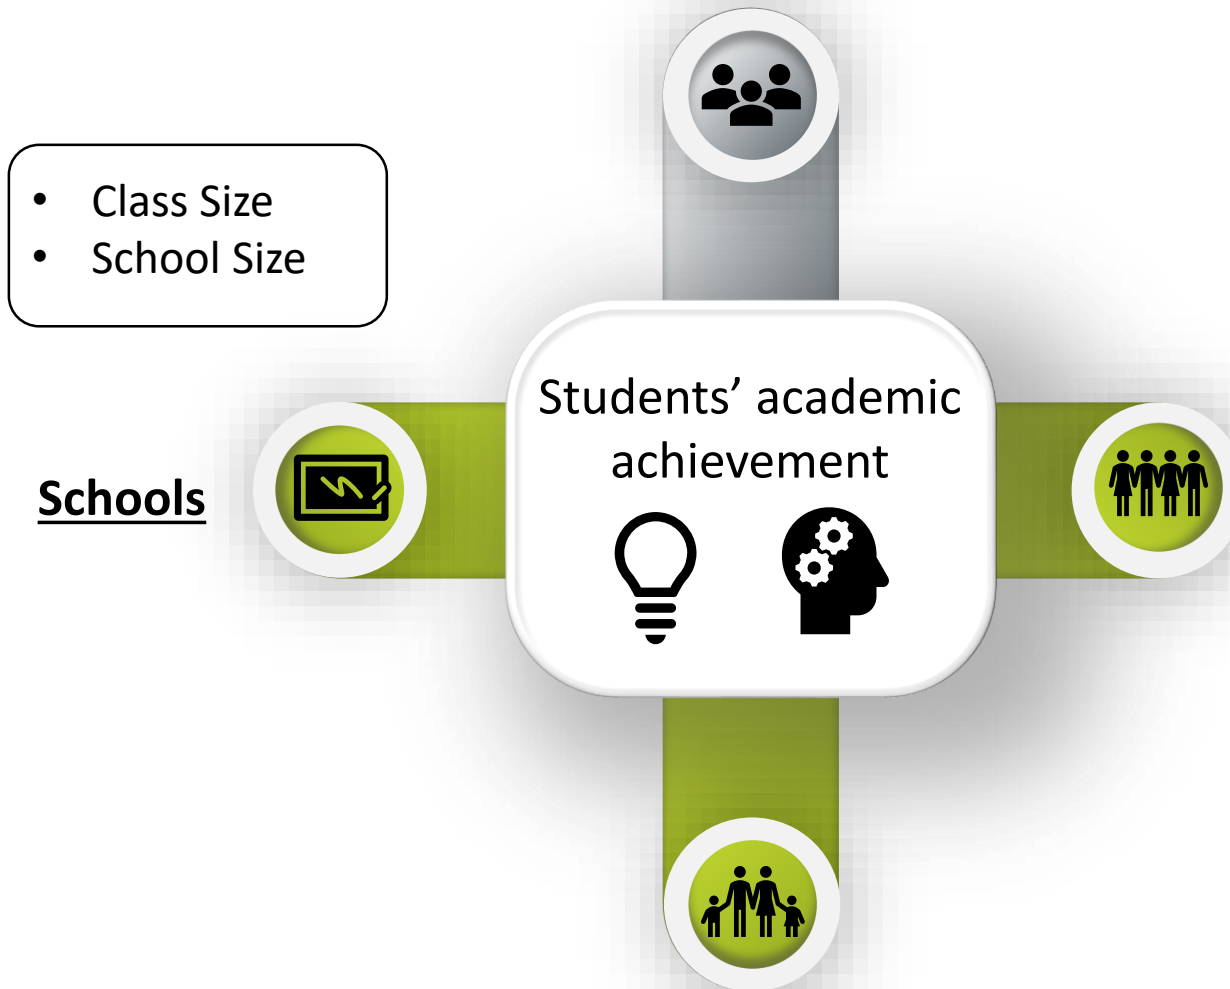 • Class Size
• School Size
Students’ academic
achievement
Schools